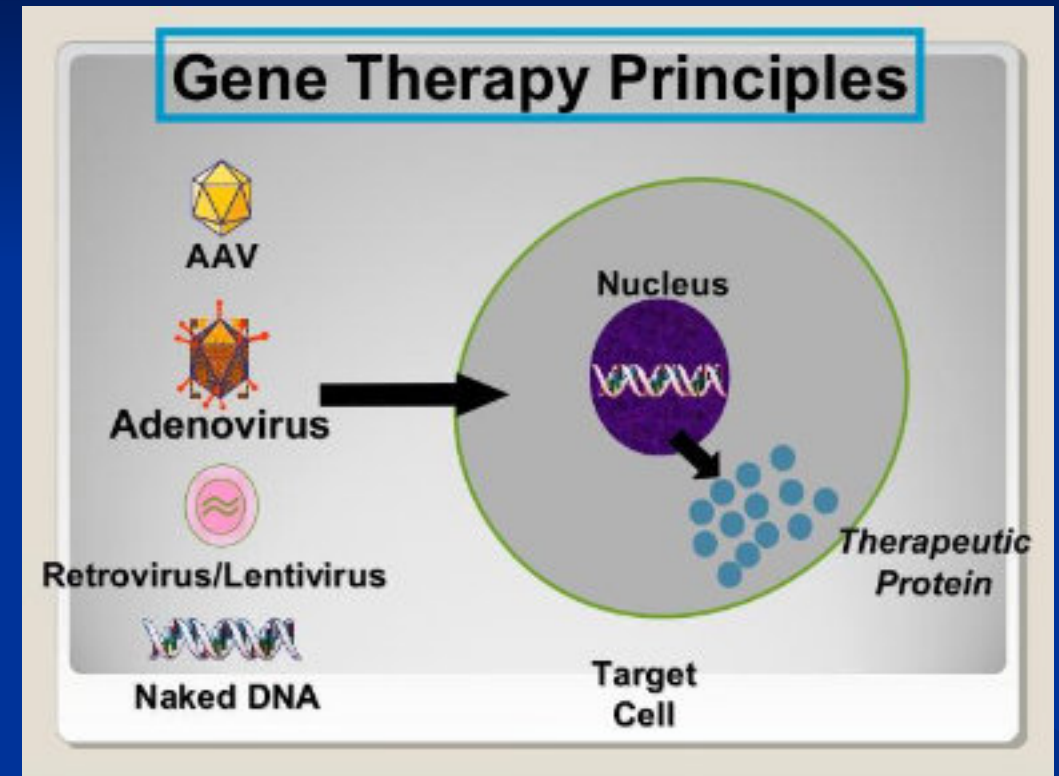 Gene Therapy Principles
AAV
Adenovirus
Retrovirus/Lentivirus
Naked DNA
Nucleus
Therapeutic
Protein
Target
Cell